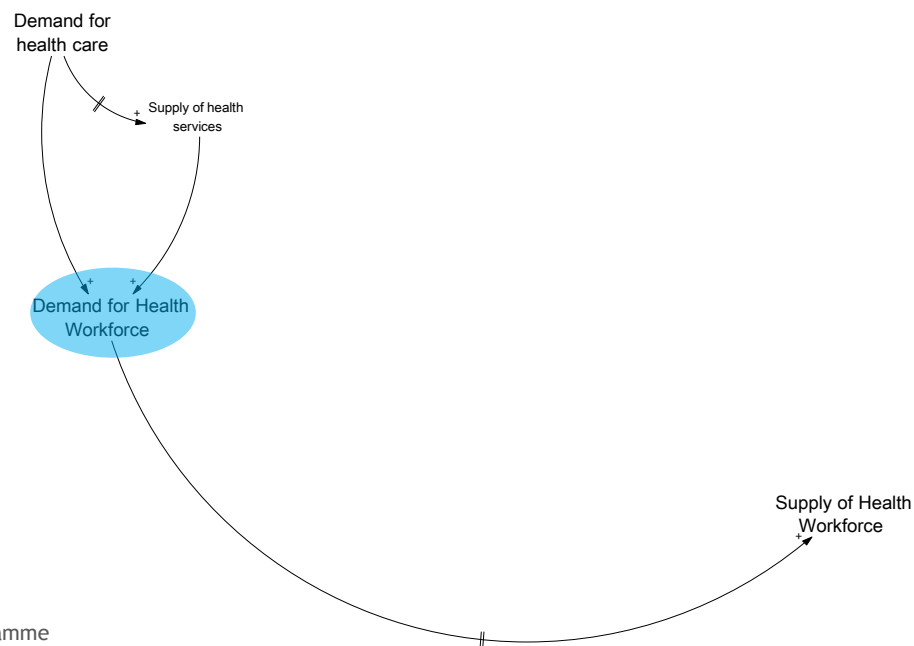 Demand for
health care
+
Supply of health
services
+
+
Demand for Health
Workforce
Supply of Health
Workforce
+
amme